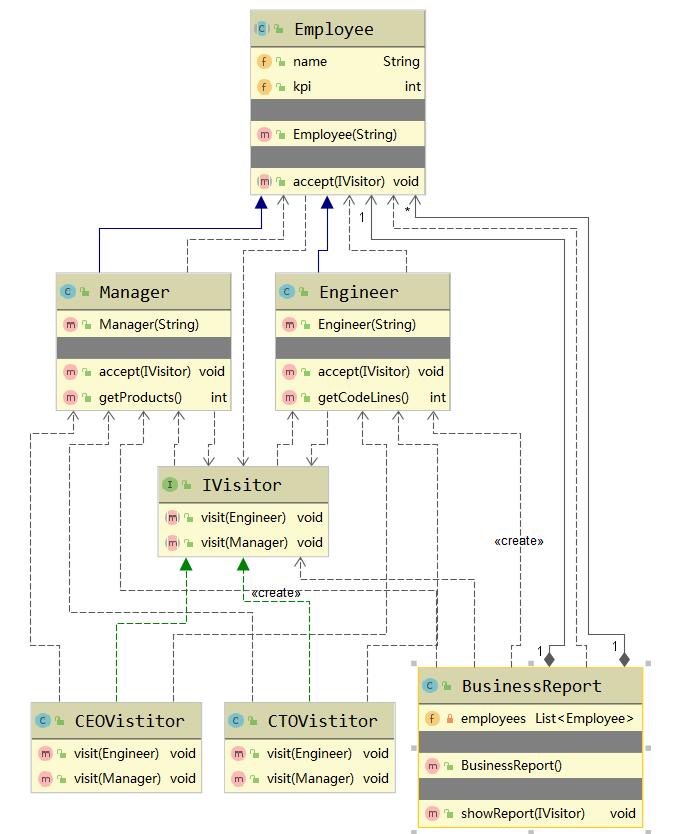 Employee
name String
kpi int
Employee(String)
accept(IVisitor) void
1
*
Manager
Manager(String)
accept(IVisitor) void
getProducts() int
Engineer
Engineer(String)
accept(IVisitor) void
getCodeLines() int
IVisitor
visit(Engineer) void
visit(Manager) void
«create»
«create»
1
1
CEOVistitor
visit(Engineer) void
visit(Manager) void
CTOVistitor
visit(Engineer) void
visit(Manager) void
BusinessReport
employees List<Employee>
BusinessReport()
showReport(IVisitor) void